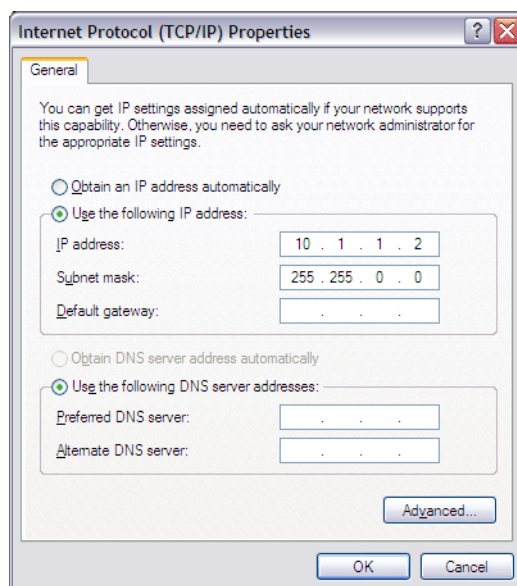 Internet Protocol (TCP/IP) Properties
General
You can get IP settings assigned automatically if your network supports
this capability. Otherwise, you need to ask your network administrator for
the appropriate IP settings.
Obtain an IP address automatically
Use the following IP address:
IP address: 10 . 1 . 1 . 2
Subnet mask: 255 . 255 . 0 . 0
Default gateway: . . .
Obtain DNS server address automatically
Use the following DNS server addresses:
Preferred DNS server: . . .
Alternate DNS server: . . .
Advanced...
OK Cancel